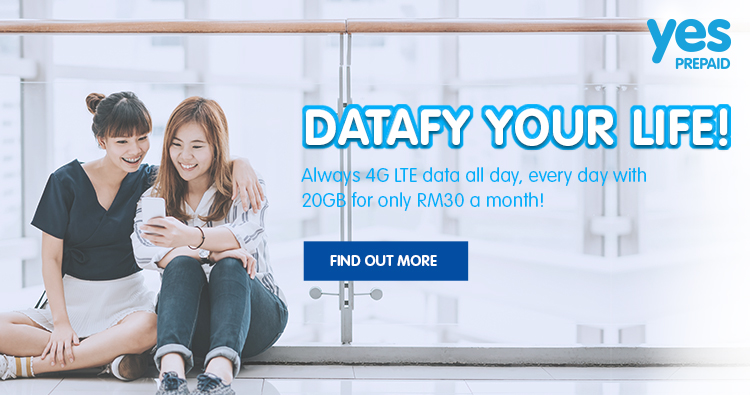 yes
PREPAID
DATAFY YOUR LIFE!
Always 4G LTE data all day, every day with
20GB for only RM30 a month!
FIND OUT MORE